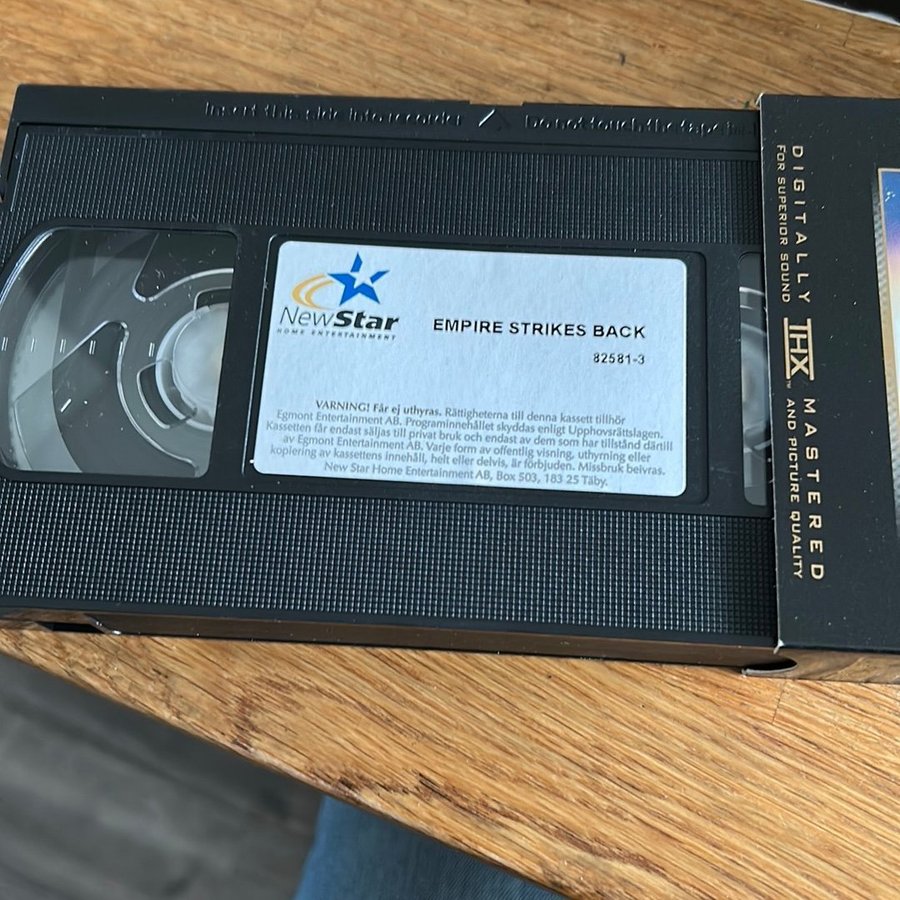 Insert this side into recorder
Do not touch the tape
NewStar
HOME ENTERTAINMENT
EMPIRE STRIKES BACK
82581-3
VARNING! Får ej uthyras. Rättigheterna till denna kassett tillhör
Egmont Entertainment AB. Programinnehållet skyddas enligt Upphovsrättslagen.
Kassetten får endast säljas till privat bruk och endast av dem som har tillstånd därtill
av Egmont Entertainment AB. Varje form av offentlig visning, uthyrning eller
kopiering av kassettens innehåll, helt eller delvis, är förbjuden. Missbruk beivras.
New Star Home Entertainment AB, Box 503, 183 25 Täby.
DIGITALLY THX™ MASTERED
FOR SUPERIOR SOUND AND PICTURE QUALITY